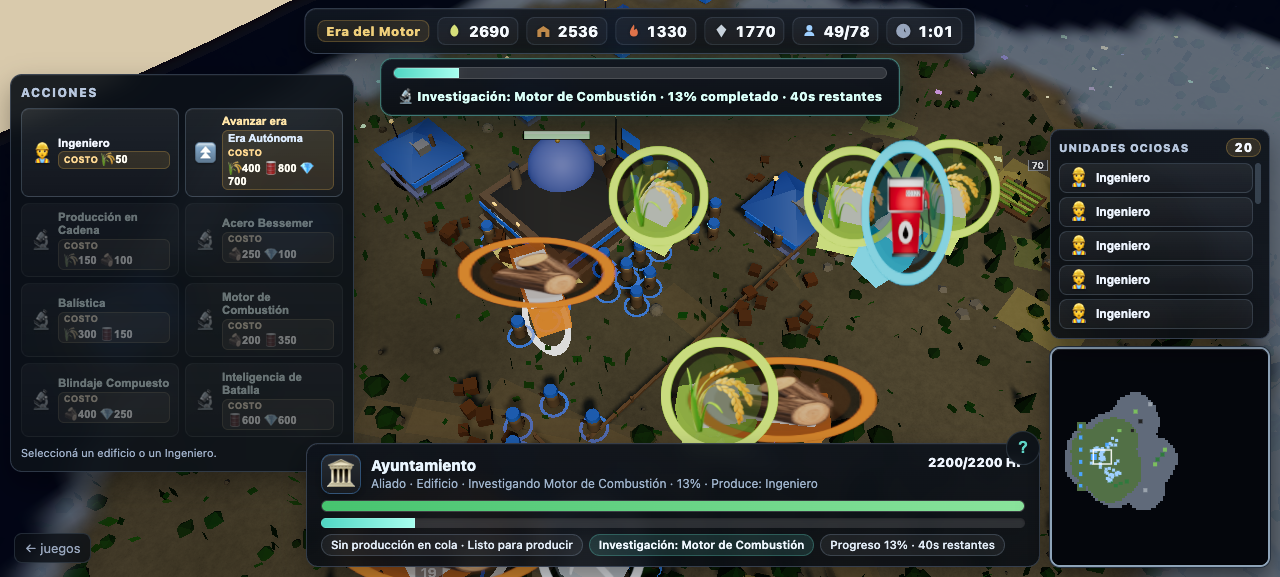 Era del Motor 2690 2536 1330 1770 49/78 1:01
Investigación: Motor de Combustión · 13% completado · 40s restantes
ACCIONES
Ingeniero
COSTO 50
Avanzar era
Era Autónoma
COSTO
400 800
700
Producción en
Cadena
COSTO
150 100
Acero Bessemer
COSTO
250 100
Balística
COSTO
300 150
Motor de
Combustión
COSTO
200 350
Blindaje Compuesto
COSTO
400 250
Inteligencia de
Batalla
COSTO
600 600
Seleccioná un edificio o un Ingeniero.
← juegos
70
UNIDADES OCIOSAS 20
Ingeniero
Ingeniero
Ingeniero
Ingeniero
Ingeniero
?
Ayuntamiento 2200/2200
Aliado · Edificio · Investigando Motor de Combustión · 13% · Produce: Ingeniero
Sin producción en cola · Listo para producir
Investigación: Motor de Combustión
Progreso 13% · 40s restantes
19